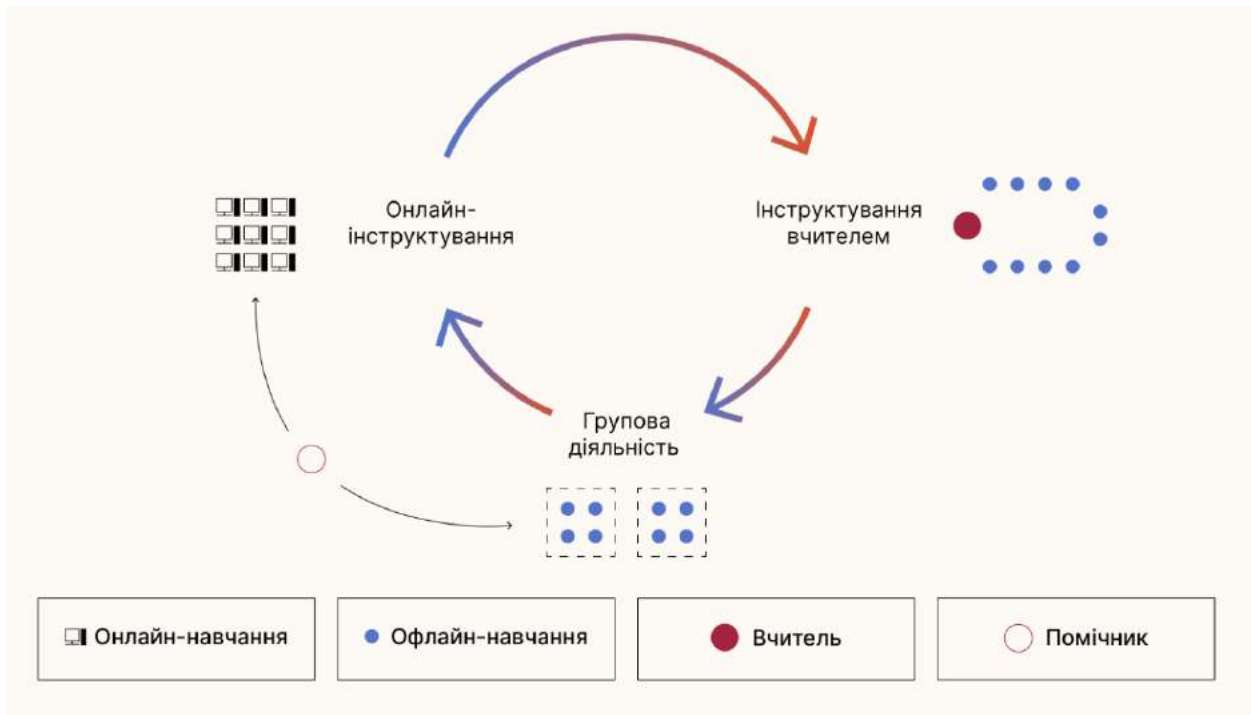 Онлайн-
інструктування
Інструктування
вчителем
Групова
діяльність
Онлайн-навчання
Офлайн-навчання
Вчитель
Помічник